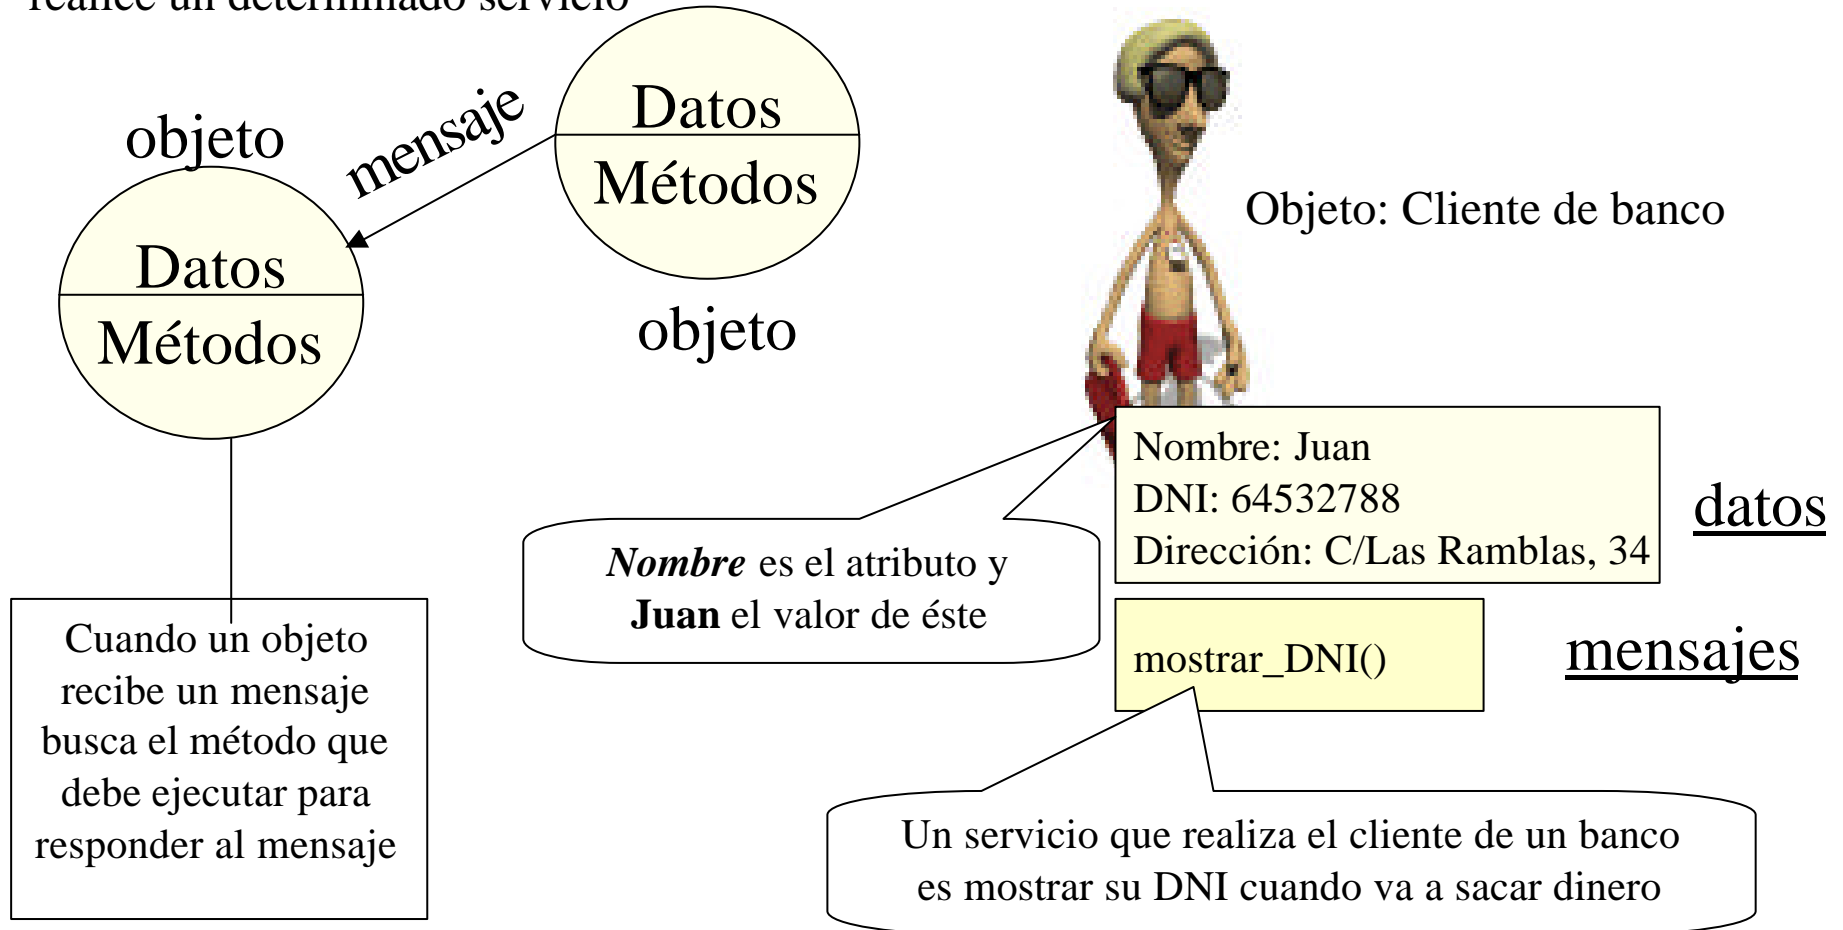 realice un determinado servicio
objeto
mensaje
Datos
Métodos
Datos
Métodos
objeto
Objeto: Cliente de banco
Nombre: Juan
DNI: 64532788
Dirección: C/Las Ramblas, 34
datos
Nombre es el atributo y
Juan el valor de éste
mostrar_DNI()
mensajes
Cuando un objeto
recibe un mensaje
busca el método que
debe ejecutar para
responder al mensaje
Un servicio que realiza el cliente de un banco
es mostrar su DNI cuando va a sacar dinero